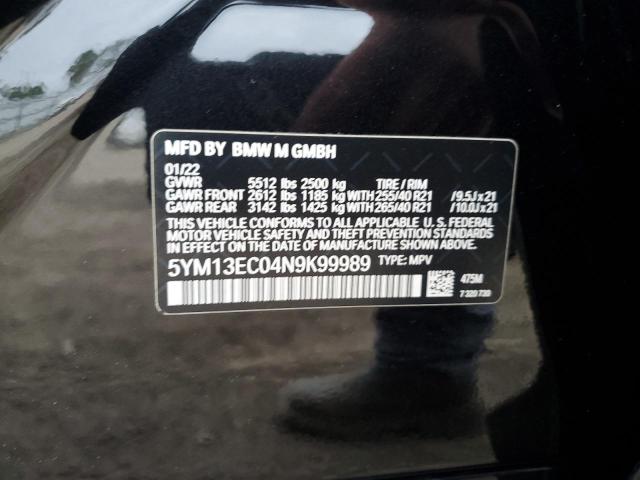 MFD BY BMW M GMBH
01/22
GVWR 5512 lbs 2500 kg TIRE / RIM
GAWR FRONT 2612 lbs 1185 kg WITH 255/40 R21 /9.5J x 21
GAWR REAR 3142 lbs 1425 kg WITH 265/40 R21 /10.0J x 21
THIS VEHICLE CONFORMS TO ALL APPLICABLE U. S. FEDERAL
MOTOR VEHICLE SAFETY AND THEFT PREVENTION STANDARDS
IN EFFECT ON THE DATE OF MANUFACTURE SHOWN ABOVE.
5YM13EC04N9K99989 TYPE: MPV
475M
7 320 730